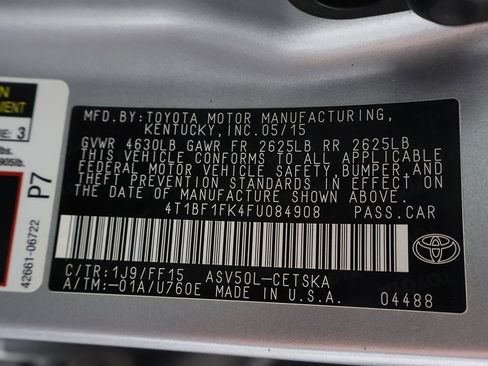 MFD.BY:TOYOTA MOTOR MANUFACTURING,
KENTUCKY, INC.05/15
GVWR 4630LB GAWR FR 2625LB RR 2625LB
THIS VEHICLE CONFORMS TO ALL APPLICABLE
FEDERAL MOTOR VEHICLE SAFETY, BUMPER, AND
THEFT PREVENTION STANDARDS IN EFFECT ON
THE DATE OF MANUFACTURE SHOWN ABOVE.
4T1BF1FK4FU084908 PASS.CAR
C/TR:1J9/FF15 ASV50L-CETSKA
A/TM:-01A/U760E MADE IN U.S.A.
04488
TOYOTA
P7
42661-06722
3
905lb.